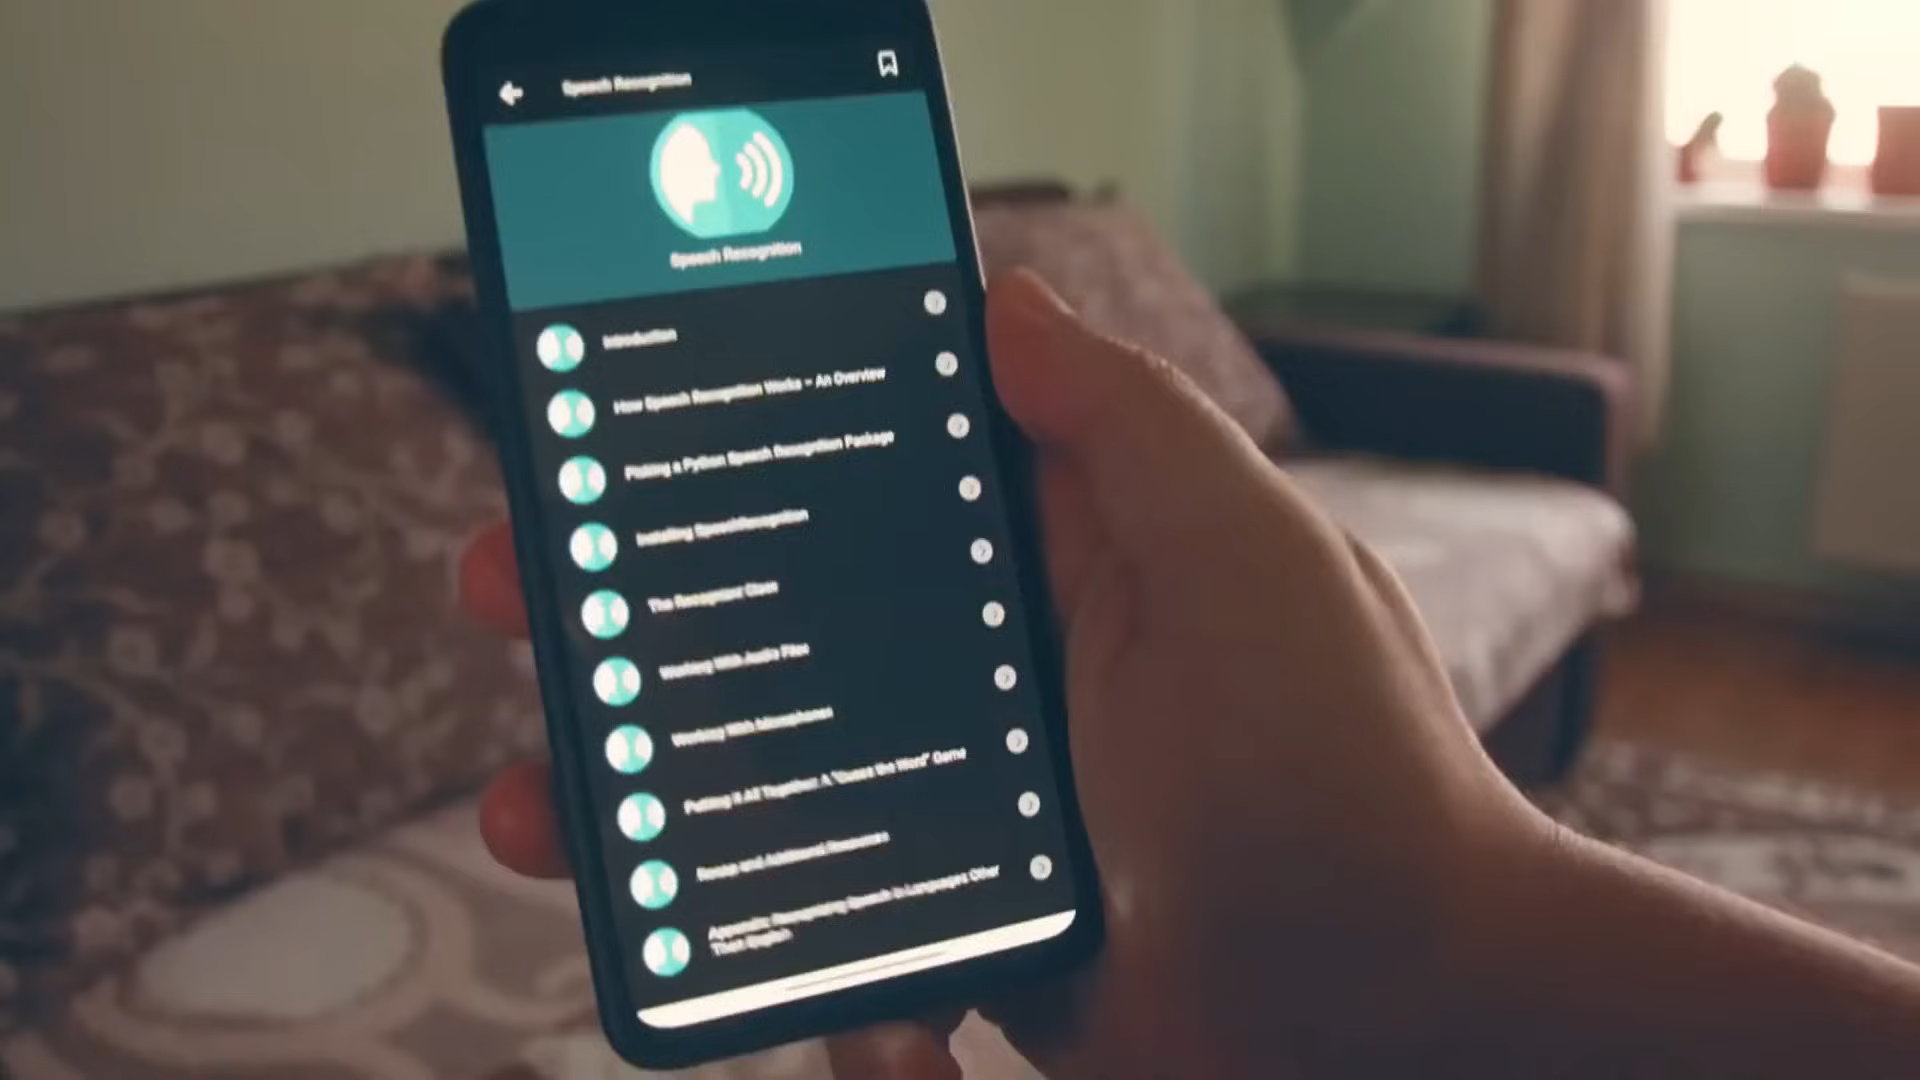 Speech Recognition
Speech Recognition
Introduction
How Speech Recognition Works – An Overview
Picking a Python Speech Recognition Package
Installing SpeechRecognition
The Recognizer Class
Working With Audio Files
Working With Microphones
Putting It All Together: A "Guess the Word" Game
Recap and Additional Resources
Appendix: Recognizing Speech in Languages Other
Than English